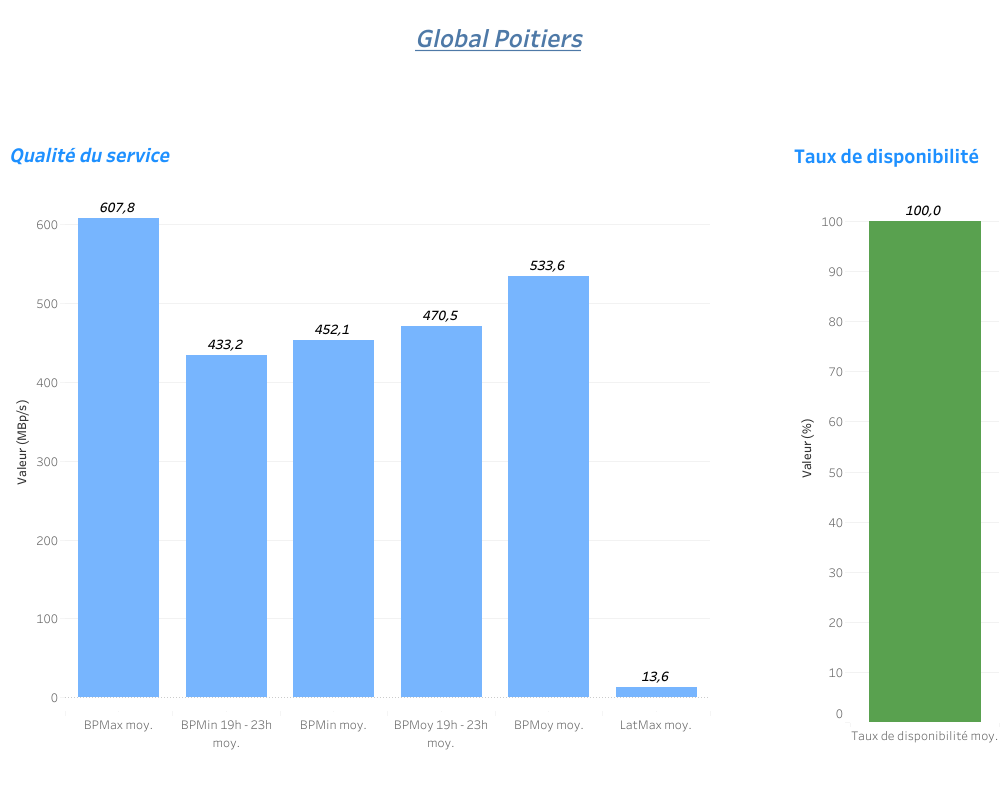 Global Poitiers
Qualité du service
607,8
433,2
452,1
470,5
533,6
13,6
600
500
400
300
200
100
0
Valeur (MBp/s)
BPMax moy.
BPMin 19h - 23h
moy.
BPMin moy.
BPMoy 19h - 23h
moy.
BPMoy moy.
LatMax moy.
Taux de disponibilité
100,0
100
90
80
70
60
50
40
30
20
10
0
Valeur (%)
Taux de disponibilité moy.